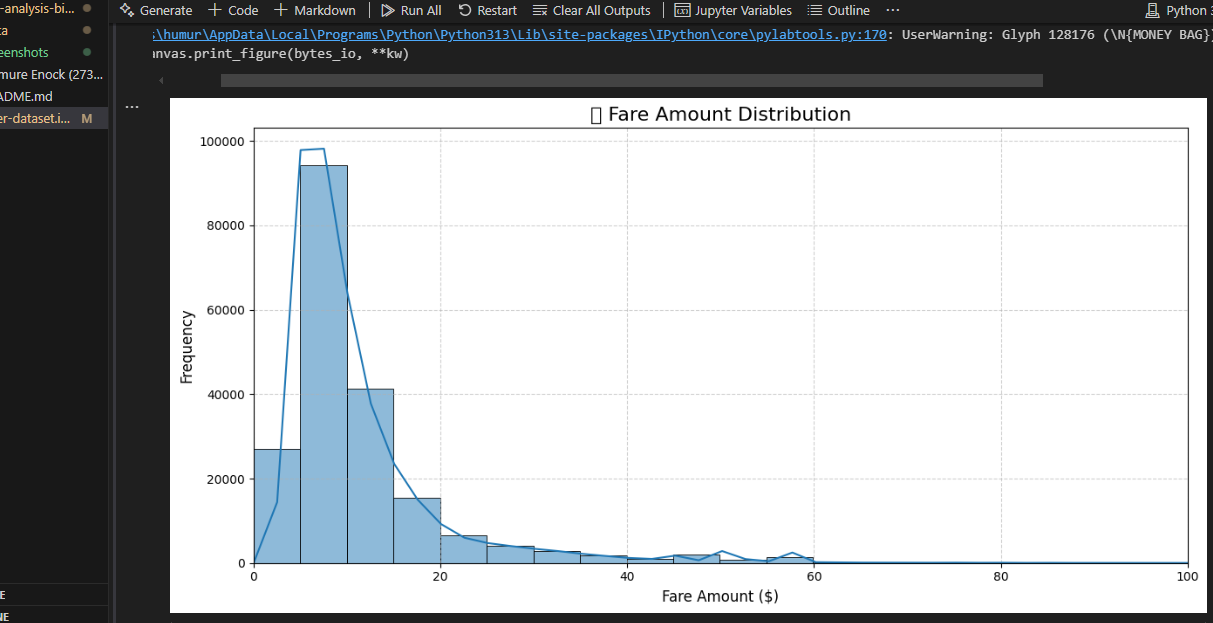 -analysis-bi...
Generate + Code + Markdown Run All Restart Clear All Outputs Jupyter Variables Outline ... Python 3
:\humur\AppData\Local\Programs\Python\Python313\Lib\site-packages\IPython\core\pylabtools.py:170: UserWarning: Glyph 128176 (\N{MONEY BAG})
nvas.print_figure(bytes_io, **kw)
ta
eenshots
mure Enock (273...
ADME.md
er-dataset.i... M
...
Fare Amount Distribution
100000
80000
60000
40000
20000
0
Frequency
0 20 40 60 80 100
Fare Amount ($)
E
NE